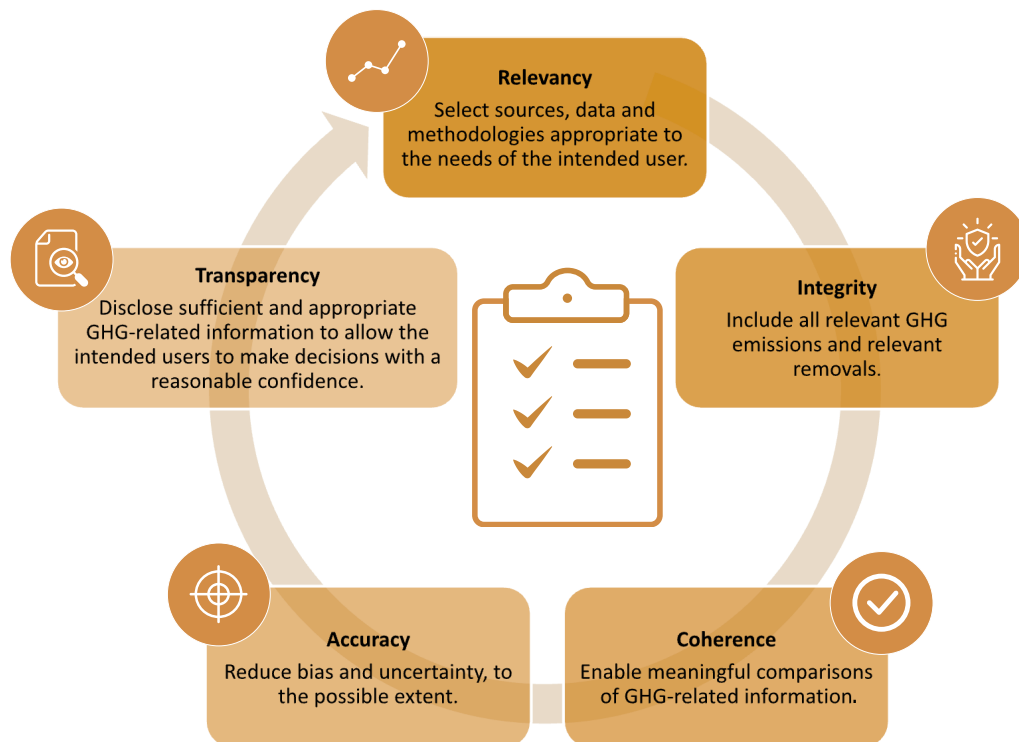 Relevancy
Select sources, data and
methodologies appropriate to
the needs of the intended user.
Integrity
Include all relevant GHG
emissions and relevant
removals.
Coherence
Enable meaningful comparisons
of GHG-related information.
Accuracy
Reduce bias and uncertainty, to
the possible extent.
Transparency
Disclose sufficient and appropriate
GHG-related information to allow the
intended users to make decisions with a
reasonable confidence.